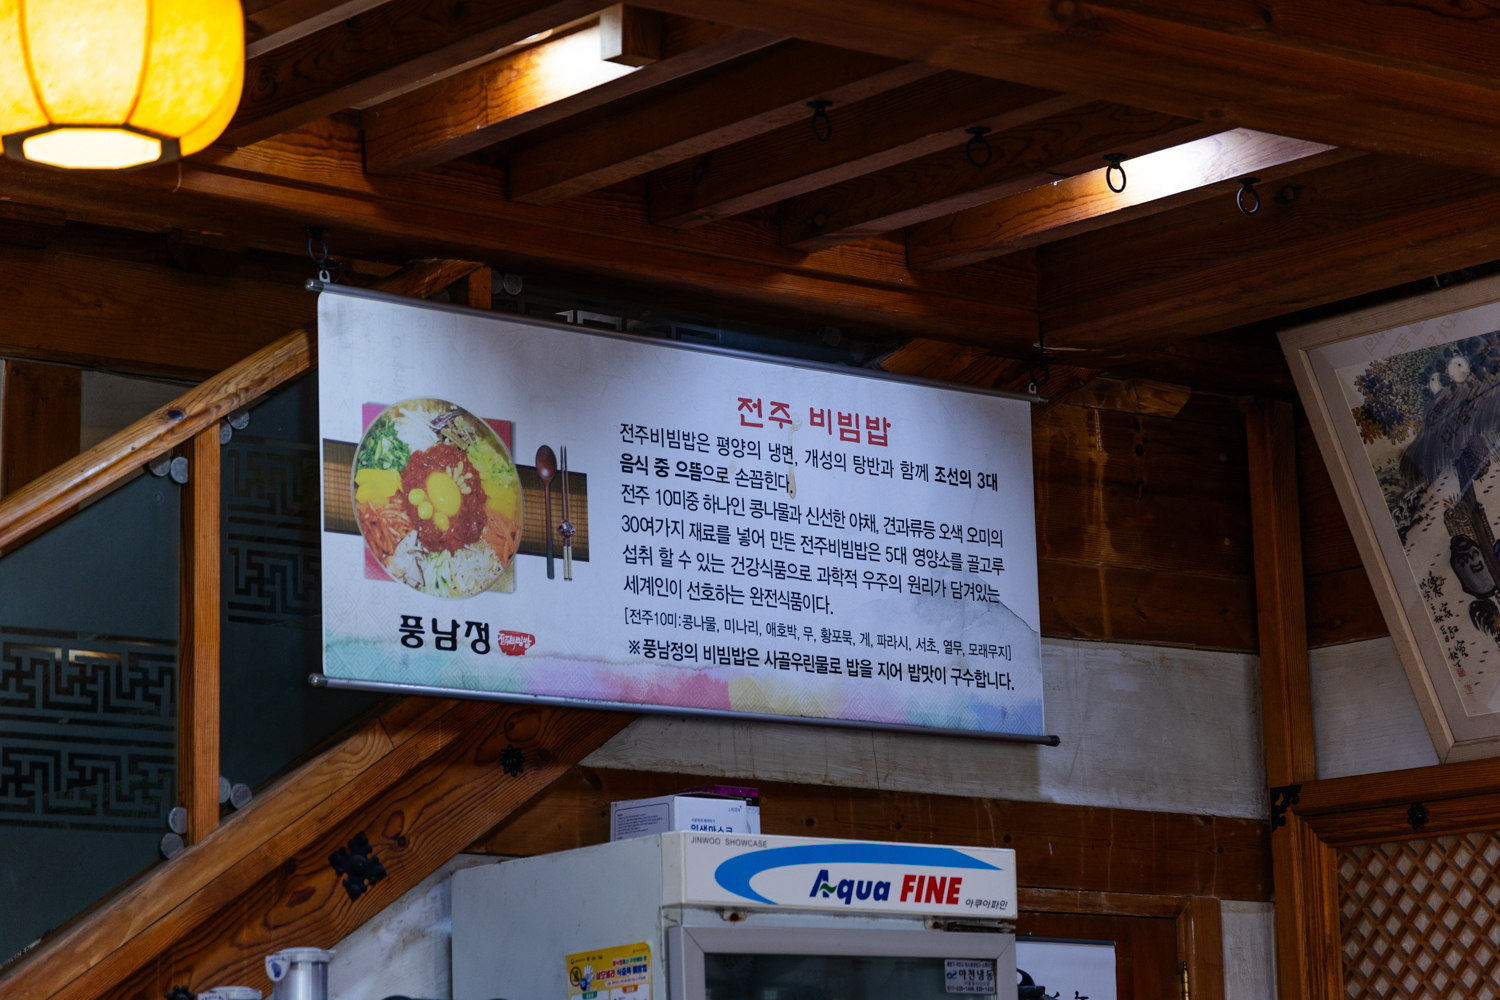 전주 비빔밥
전주비빔밥은 평양의 냉면, 개성의 탕반과 함께 조선의 3대
음식 중 으뜸으로 손꼽힌다.
전주 10미중 하나인 콩나물과 신선한 야채, 견과류등 오색 오미의
30여가지 재료를 넣어 만든 전주비빔밥은 5대 영양소를 골고루
섭취 할 수 있는 건강식품으로 과학적 우주의 원리가 담겨있는
세계인이 선호하는 완전식품이다.
[전주10미:콩나물, 미나리, 애호박, 무, 황포묵, 게, 파라시, 서초, 열무, 모래무지]
※풍남정의 비빔밥은 사골우린물로 밥을 지어 밥맛이 구수합니다.
풍남정
JINWOO SHOWCASE
Aqua FINE
아쿠아파인